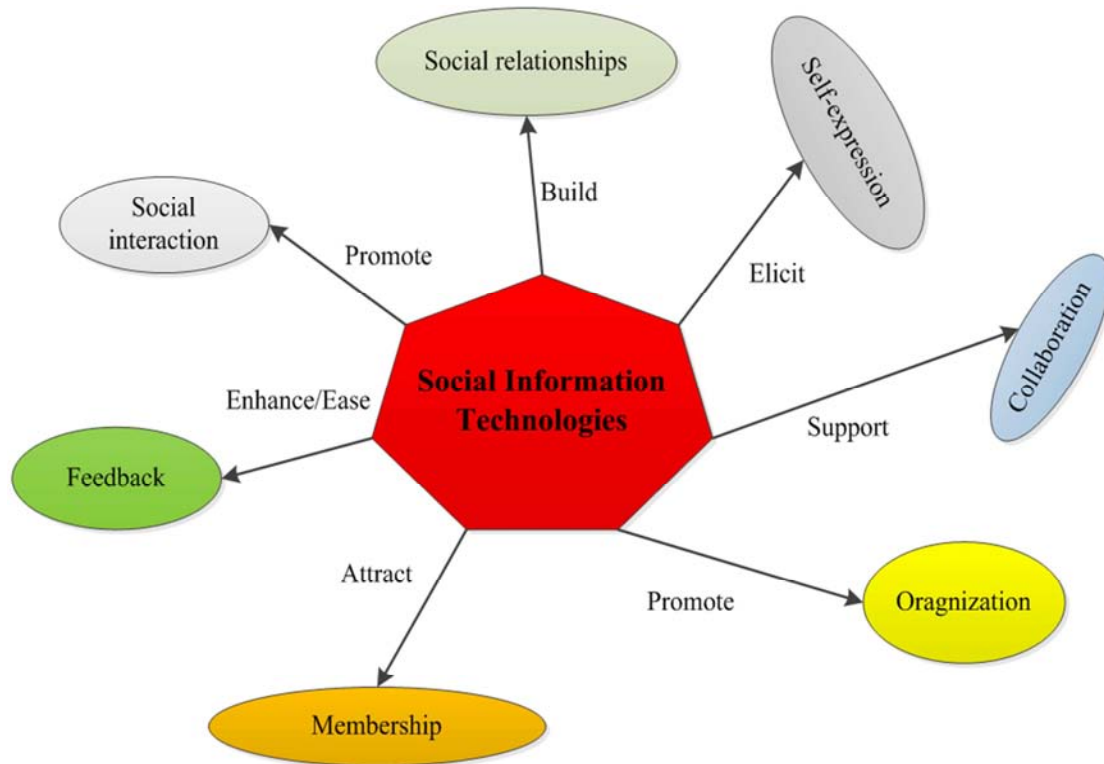 Social relationships
Self-expression
Build
Social
interaction
Promote
Elicit
Collaboration
Social Information
Technologies
Enhance/Ease
Support
Feedback
Attract
Promote
Oragnization
Membership